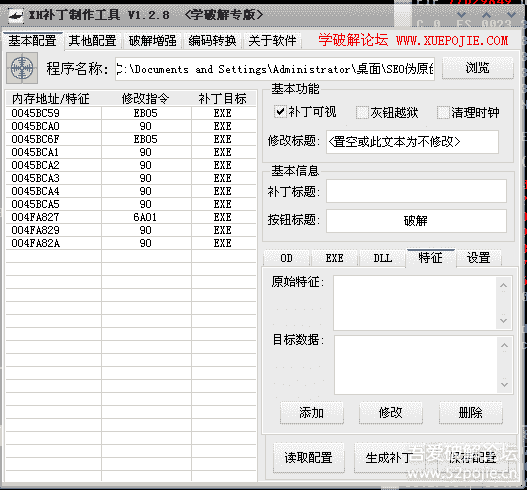 XH补丁制作工具 V1.2.8 <学破解专版>
基本配置 其他配置 破解增强 编码转换 关于软件 学破解论坛 WWW.XUEPOJIE.COM
程序名称: C:\Documents and Settings\Administrator\桌面\SEO伪原创 浏览
内存地址/特征 修改指令 补丁目标
0045BC59 EB05 EXE
0045BCA0 90 EXE
0045BC6F EB05 EXE
0045BCA1 90 EXE
0045BCA2 90 EXE
0045BCA3 90 EXE
0045BCA4 90 EXE
0045BCA5 90 EXE
004FA827 6A01 EXE
004FA829 90 EXE
004FA82A 90 EXE
基本功能
补丁可视 灰钮越狱 清理时钟
修改标题: <置空或此文本为不修改>
基本信息
补丁标题:
按钮标题: 破解
OD EXE DLL 特征 设置
原始特征:
目标数据:
添加 修改 删除
读取配置 生成补丁 保存配置
吾爱破解论坛
www.52pojie.cn